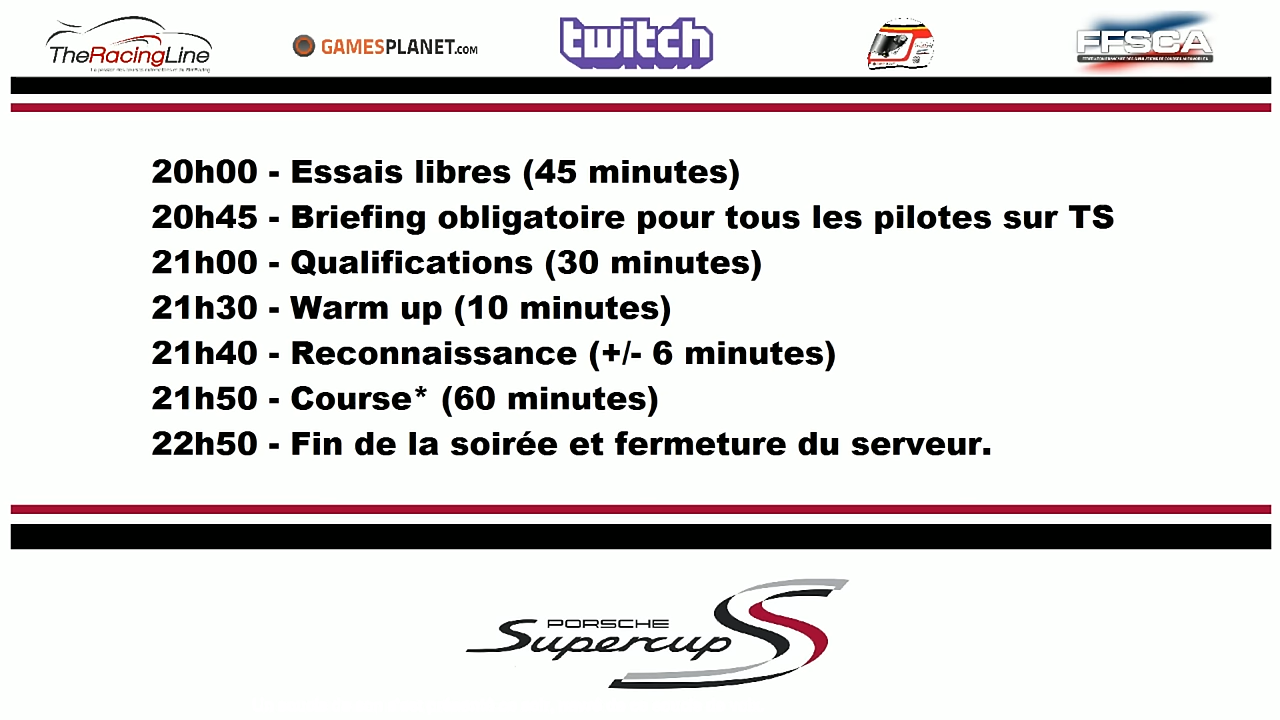 TheRacingLine
GAMESPLANET.COM
twitch
FFSCA
20h00 - Essais libres (45 minutes)
20h45 - Briefing obligatoire pour tous les pilotes sur TS
21h00 - Qualifications (30 minutes)
21h30 - Warm up (10 minutes)
21h40 - Reconnaissance (+/- 6 minutes)
21h50 - Course* (60 minutes)
22h50 - Fin de la soirée et fermeture du serveur.
PORSCHE
Supercup